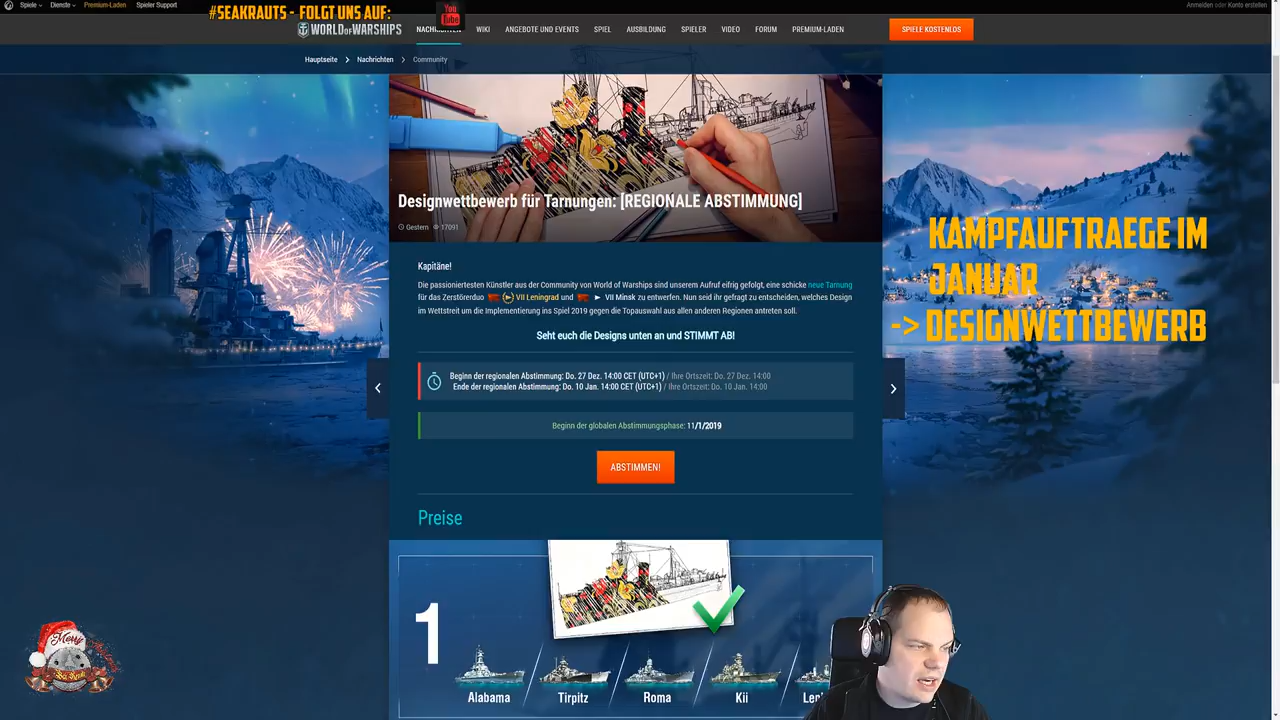 Spiele
Dienste
Premium-Laden
Spieler Support
#SEAKRAUTS - FOLGT UNS AUF:
You
Tube
Anmelden oder Konto erstellen
WORLD OF WARSHIPS
NACHRICHTEN
WIKI
ANGEBOTE UND EVENTS
SPIEL
AUSBILDUNG
SPIELER
VIDEO
FORUM
PREMIUM-LADEN
SPIELE KOSTENLOS
Hauptseite > Nachrichten > Community
Designwettbewerb für Tarnungen: [REGIONALE ABSTIMMUNG]
Gestern 17091
KAMPFAUFTRAEGE IM
JANUAR
-> DESIGNWETTBEWERB
Kapitäne!
Die passioniertesten Künstler aus der Community von World of Warships sind unserem Aufruf eifrig gefolgt, eine schicke neue Tarnung
für das Zerstörerduo VII Leningrad und VII Minsk zu entwerfen. Nun seid ihr gefragt zu entscheiden, welches Design
im Wettstreit um die Implementierung ins Spiel 2019 gegen die Topauswahl aus allen anderen Regionen antreten soll.
Seht euch die Designs unten an und STIMMT AB!
Beginn der regionalen Abstimmung: Do. 27 Dez. 14:00 CET (UTC+1) / Ihre Ortszeit: Do. 27 Dez. 14:00
Ende der regionalen Abstimmung: Do. 10 Jan. 14:00 CET (UTC+1) / Ihre Ortszeit: Do. 10 Jan. 14:00
Beginn der globalen Abstimmungsphase: 11/1/2019
ABSTIMMEN!
Preise
1
Alabama
Tirpitz
Roma
Kii
Merry